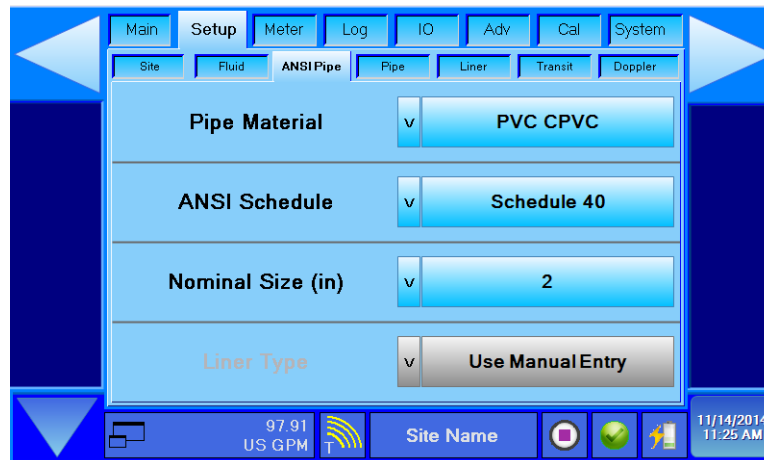 Main Setup Meter Log IO Adv Cal System
Site Fluid ANSI Pipe Pipe Liner Transit Doppler
Pipe Material v PVC CPVC
ANSI Schedule v Schedule 40
Nominal Size (in) v 2
Liner Type v Use Manual Entry
97.91
US GPM T Site Name
11/14/2014
11:25 AM